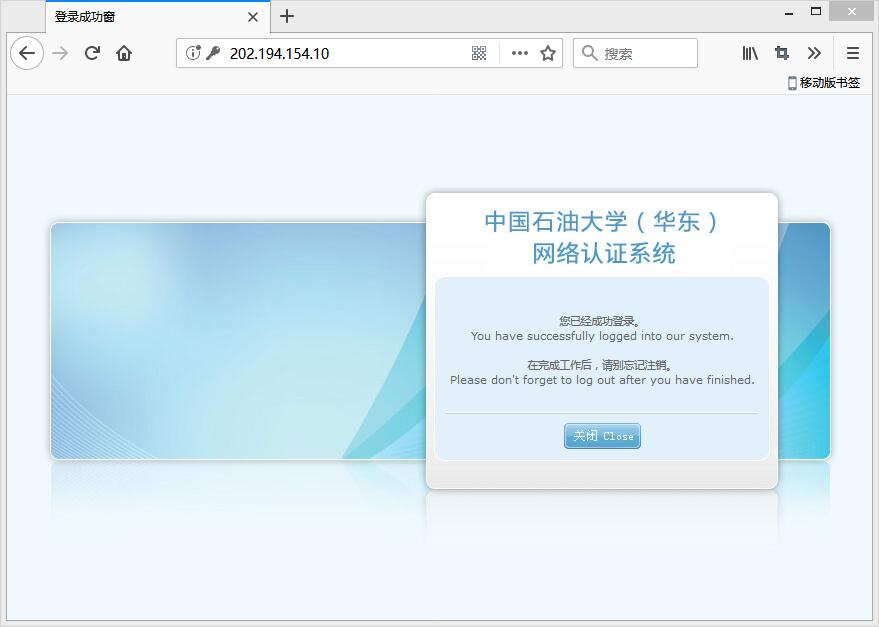 登录成功窗
202.194.154.10
搜索
移动版书签
中国石油大学（华东）
网络认证系统
您已经成功登录。
You have successfully logged into our system.
在完成工作后，请别忘记注销。
Please don't forget to log out after you have finished.
关闭 Close